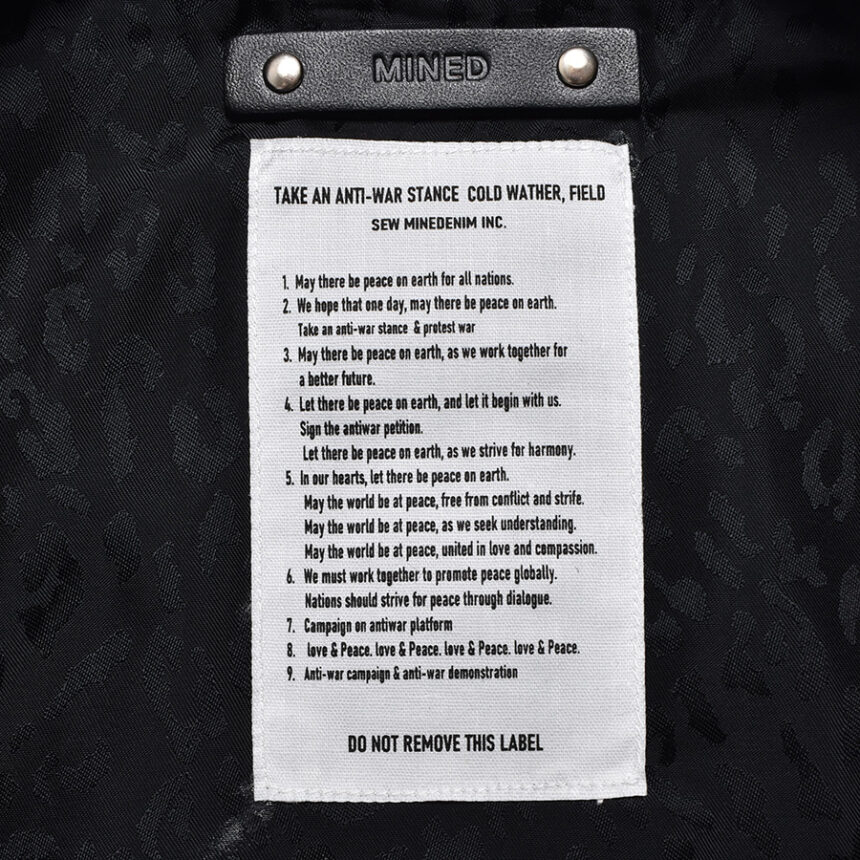 MINED
TAKE AN ANTI-WAR STANCE COLD WATHER, FIELD
SEW MINEDENIM INC.
1. May there be peace on earth for all nations.
2. We hope that one day, may there be peace on earth.
Take an anti-war stance & protest war
3. May there be peace on earth, as we work together for
a better future.
4. Let there be peace on earth, and let it begin with us.
Sign the antiwar petition.
Let there be peace on earth, as we strive for harmony.
5. In our hearts, let there be peace on earth.
May the world be at peace, free from conflict and strife.
May the world be at peace, as we seek understanding.
May the world be at peace, united in love and compassion.
6. We must work together to promote peace globally.
Nations should strive for peace through dialogue.
7. Campaign on antiwar platform
8. love & Peace. love & Peace. love & Peace. love & Peace.
9. Anti-war campaign & anti-war demonstration
DO NOT REMOVE THIS LABEL